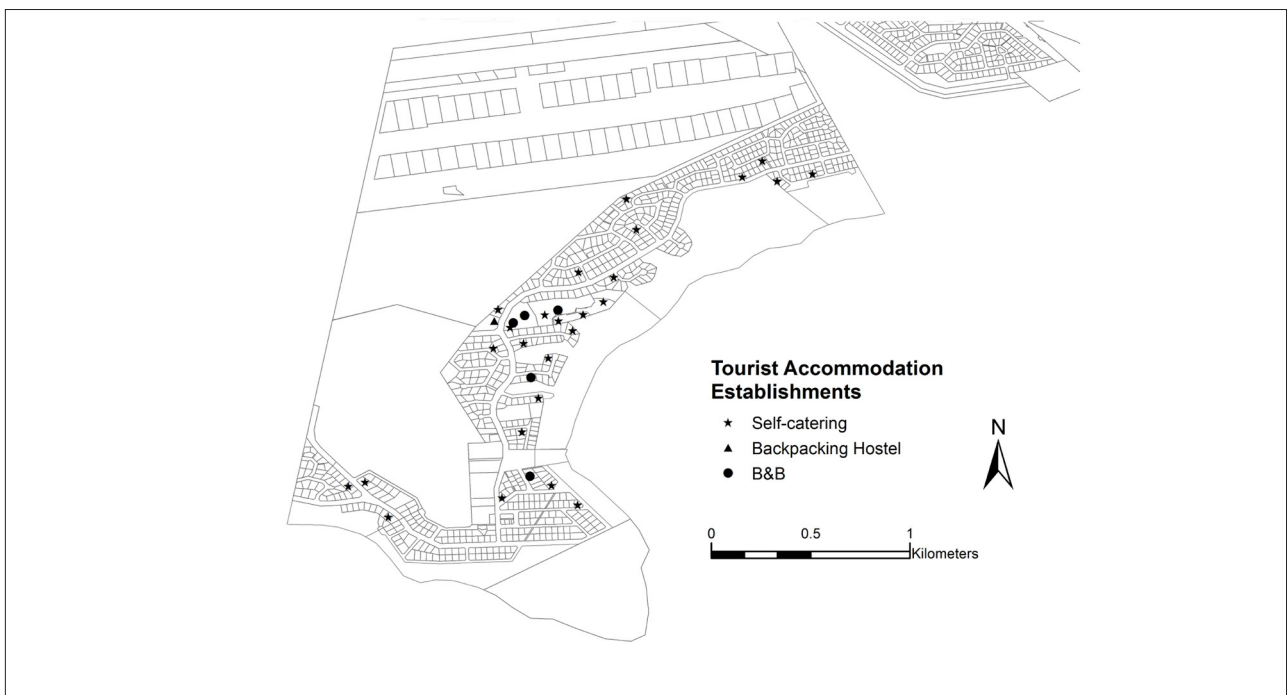 Tourist Accommodation
Establishments
Self-catering
Backpacking Hostel
B&B
N
0 0.5 1
Kilometers